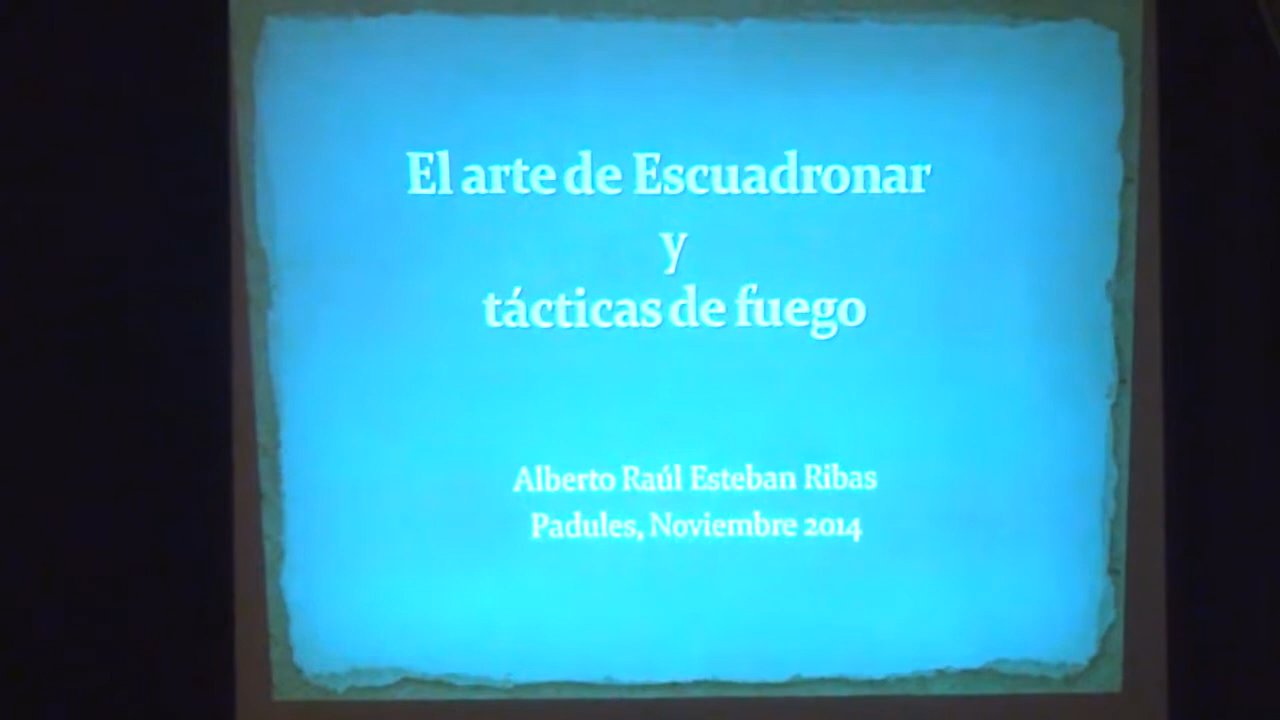 El arte de Escuadronar
y
tácticas de fuego
Alberto Raúl Esteban Ribas
Padules, Noviembre 2014